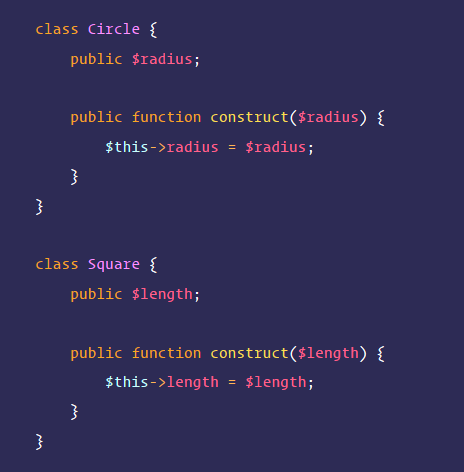 class Circle {
    public $radius;

    public function construct($radius) {
        $this->radius = $radius;
    }
}

class Square {
    public $length;

    public function construct($length) {
        $this->length = $length;
    }
}